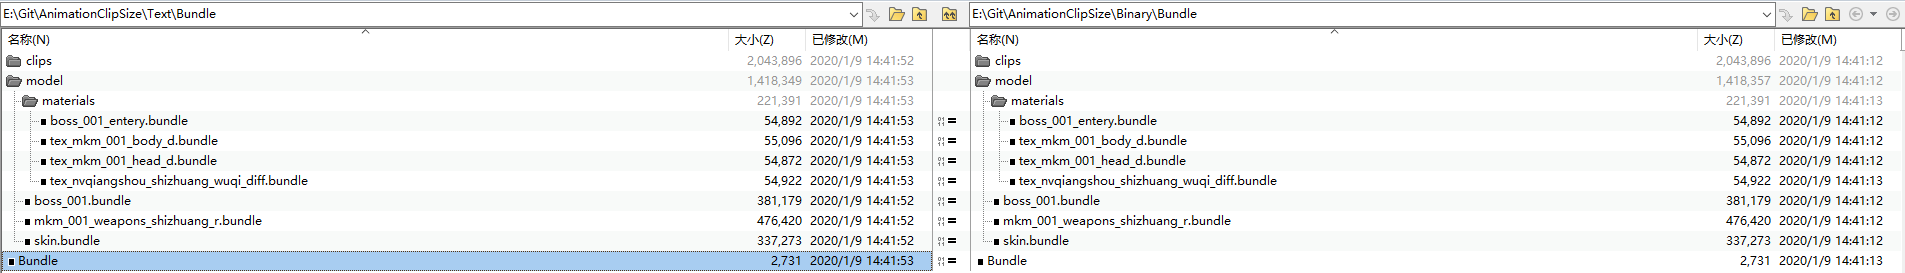 E:\Git\AnimationClipSize\Text\Bundle E:\Git\AnimationClipSize\Binary\Bundle
名称(N) 大小(Z) 已修改(M) 名称(N) 大小(Z) 已修改(M)
clips 2,043,896 2020/1/9 14:41:52 clips 2,043,896 2020/1/9 14:41:12
model 1,418,349 2020/1/9 14:41:53 model 1,418,357 2020/1/9 14:41:12
materials 221,391 2020/1/9 14:41:53 materials 221,391 2020/1/9 14:41:13
boss_001_entery.bundle 54,892 2020/1/9 14:41:53 = boss_001_entery.bundle 54,892 2020/1/9 14:41:12
tex_mkm_001_body_d.bundle 55,096 2020/1/9 14:41:53 = tex_mkm_001_body_d.bundle 55,096 2020/1/9 14:41:12
tex_mkm_001_head_d.bundle 54,872 2020/1/9 14:41:53 = tex_mkm_001_head_d.bundle 54,872 2020/1/9 14:41:12
tex_nvqiangshou_shizhuang_wuqi_diff.bundle 54,922 2020/1/9 14:41:53 = tex_nvqiangshou_shizhuang_wuqi_diff.bundle 54,922 2020/1/9 14:41:13
boss_001.bundle 381,179 2020/1/9 14:41:52 = boss_001.bundle 381,179 2020/1/9 14:41:12
mkm_001_weapons_shizhuang_r.bundle 476,420 2020/1/9 14:41:52 = mkm_001_weapons_shizhuang_r.bundle 476,420 2020/1/9 14:41:12
skin.bundle 337,273 2020/1/9 14:41:52 = skin.bundle 337,273 2020/1/9 14:41:12
Bundle 2,731 2020/1/9 14:41:53 = Bundle 2,731 2020/1/9 14:41:13